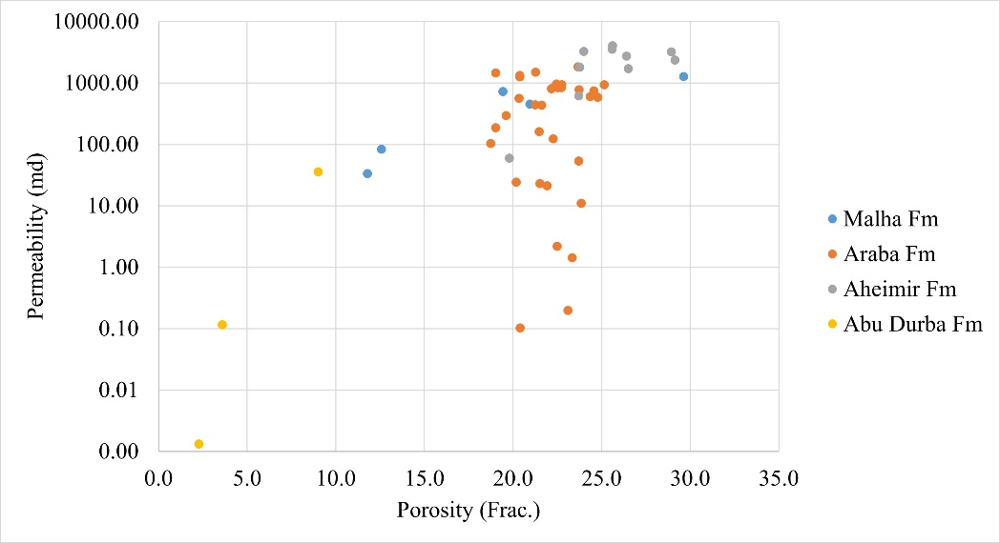 10000.00
1000.00
100.00
10.00
1.00
0.10
0.01
0.00
Permeability (md)
0.0 5.0 10.0 15.0 20.0 25.0 30.0 35.0
Porosity (Frac.)
Malha Fm
Araba Fm
Aheimir Fm
Abu Durba Fm